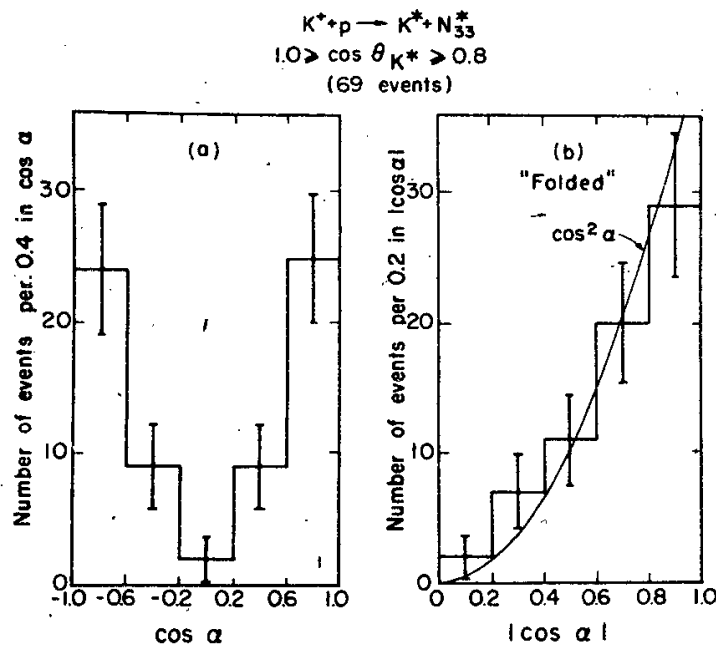 K⁺+p → K*+N*₃₃
1.0 ⩾ cos θ K* ⩾ 0.8
(69 events)
(a)
Number of events per. 0.4 in cos α
30
20
10
0
-1.0 -0.6 -0.2 0.2 0.6 1.0
cos α
(b)
"Folded"
cos² α
Number of events per 0.2 in |cosα|
30
20
10
0
0 0.2 0.4 0.6 0.8 1.0
|cos α|